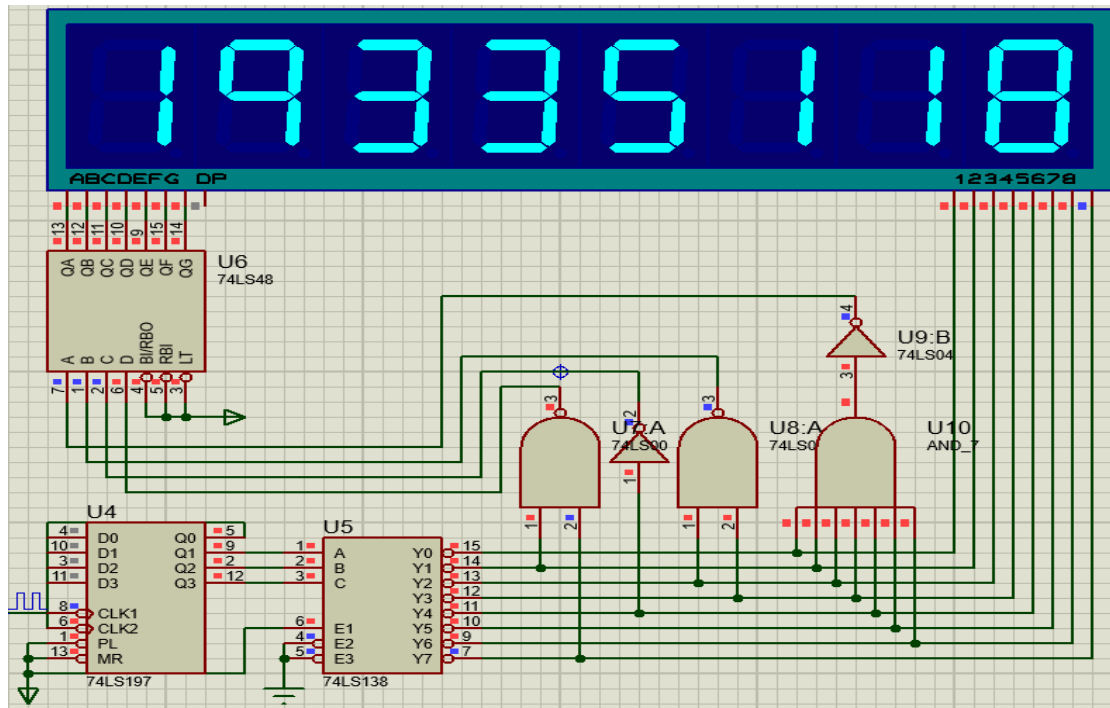 19335118
ABCDEFG DP 12345678
13 12 11 10 9 15 14
QA QB QC QD QE QF QG
U6
74LS48
A B C D BI/RBO RBI LT
7 1 2 6 4 5 3
4
U9:B
74LS04
3
3 2 3
U7:A U8:A U10
74LS00 74LS0 AND_7
1
1 2 1 2
U4
4 D0 Q0 5
10 D1 Q1 9
3 D2 Q2 2
11 D3 Q3 12
8 CLK1
6 CLK2
1 PL
13 MR
74LS197
U5
1 A Y0 15
2 B Y1 14
3 C Y2 13
Y3 12
Y4 11
6 E1 Y5 10
4 E2 Y6 9
5 E3 Y7 7
74LS138